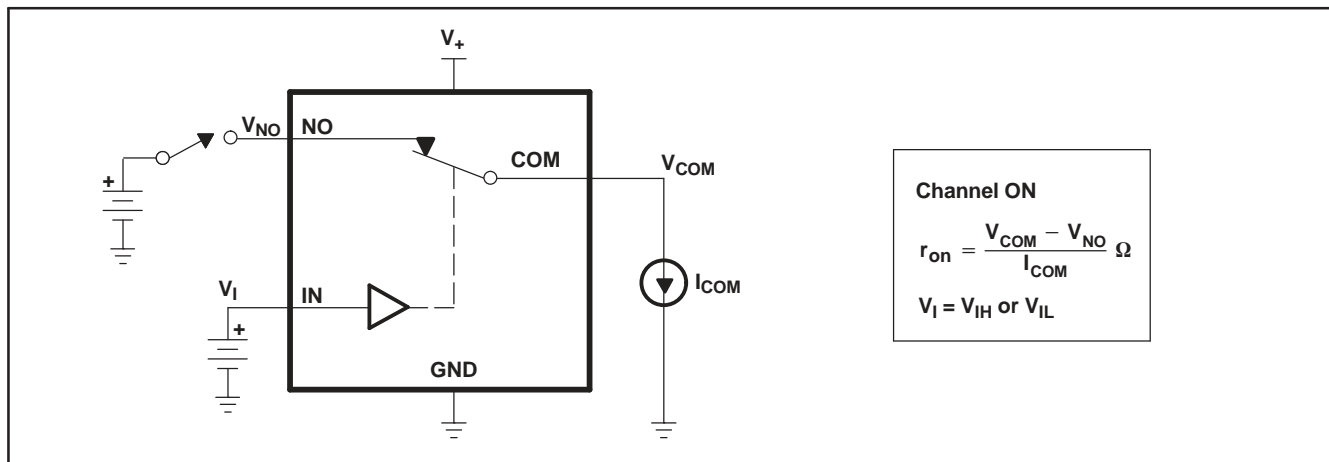 V+
VNO NO
COM
VCOM
+
ICOM
VI IN
+
GND
Channel ON
ron = VCOM − VNO / ICOM Ω
VI = VIH or VIL